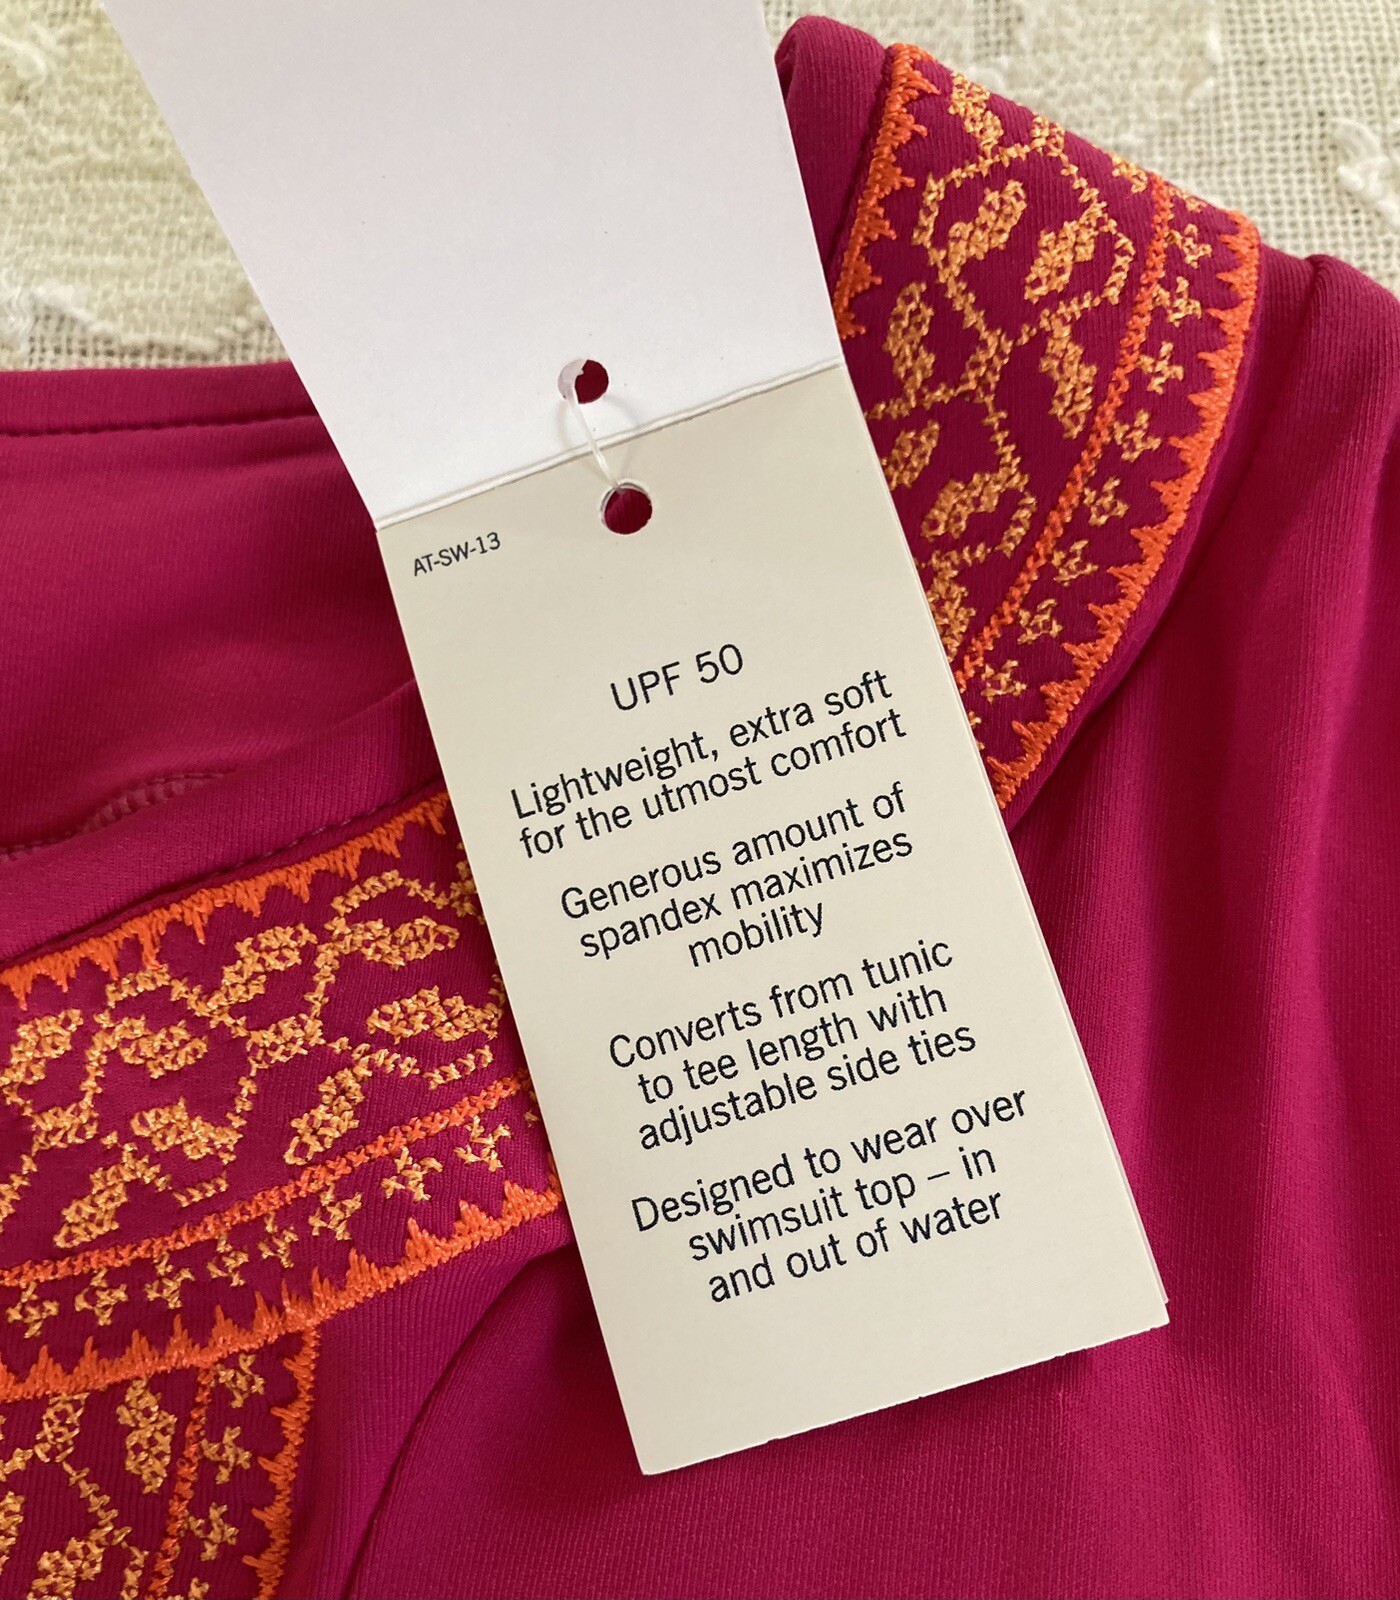 AT-SW-13
UPF 50
Lightweight, extra soft
for the utmost comfort
Generous amount of
spandex maximizes
mobility
Converts from tunic
to tee length with
adjustable side ties
Designed to wear over
swimsuit top – in
and out of water